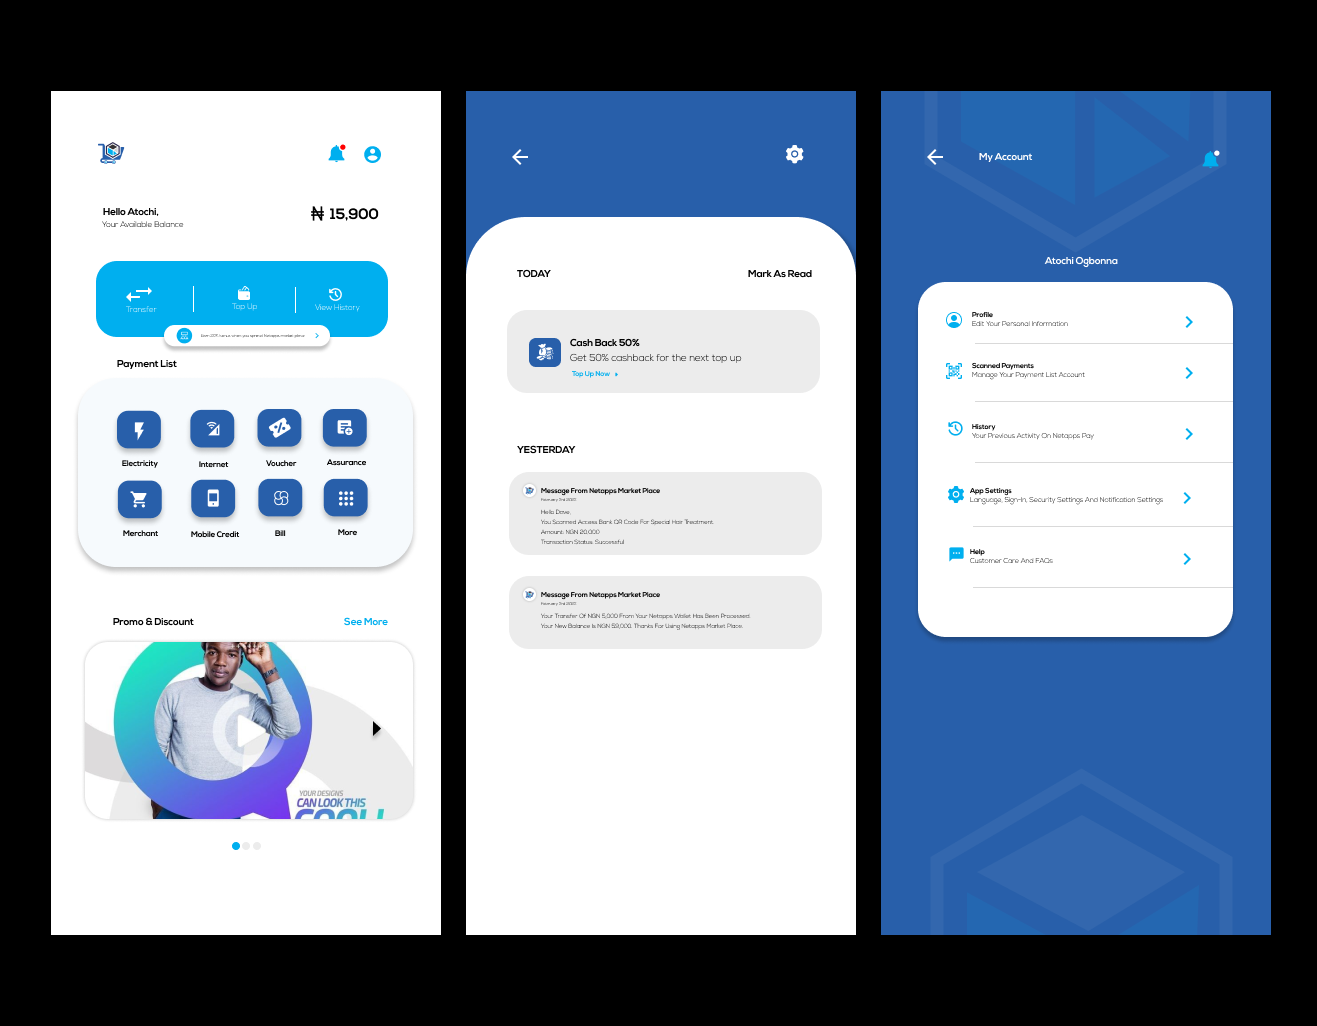 Hello Atochi,
Your Available Balance
₦ 15,900
Transfer
Top Up
View History
Payment List
Electricity
Internet
Voucher
Assurance
Merchant
Mobile Credit
Bill
More
Promo & Discount
See More
YOUR DESIGNS
CAN LOOK THIS
COOL!
TODAY
Mark As Read
Cash Back 50%
Get 50% cashback for the next top up
Top Up Now
YESTERDAY
Message From Netapps Market Place
Hello Dave,
You Scanned Access Bank QR Code For Special Hair Treatment.
Amount: NGN 20,000
Transaction Status: Successful
Message From Netapps Market Place
Your Transfer Of NGN 5,000 From Your Netapps Wallet Has Been Processed.
Your New Balance Is NGN 59,000. Thanks For Using Netapps Market Place.
My Account
Atochi Ogbonna
Profile
Edit Your Personal Information
Scanned Payments
Manage Your Payment List Account
History
Your Previous Activity On Netapps Pay
App Settings
Language, Sign-In, Security Settings And Notification Settings
Help
Customer Care And FAQs